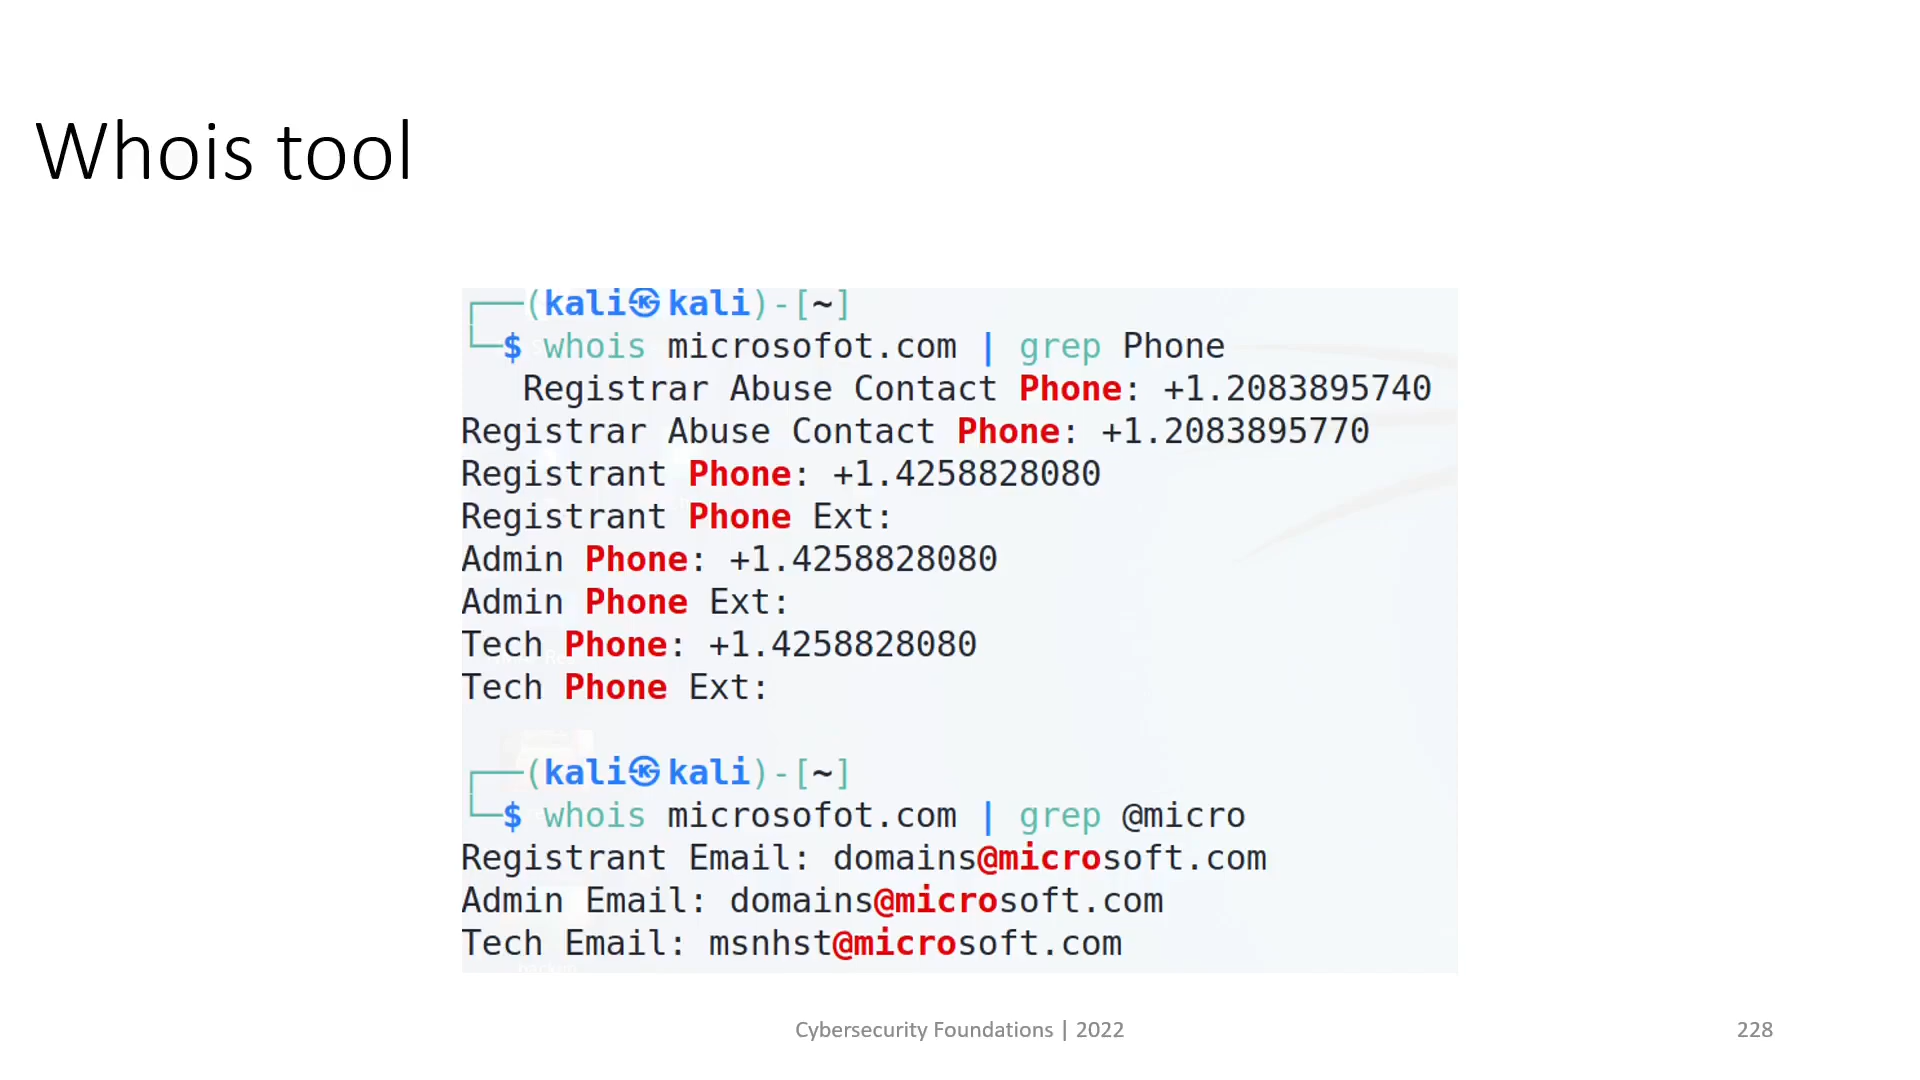 Whois tool
┌──(kali㉿kali)-[~]
└─$ whois microsofot.com | grep Phone
   Registrar Abuse Contact Phone: +1.2083895740
Registrar Abuse Contact Phone: +1.2083895770
Registrant Phone: +1.4258828080
Registrant Phone Ext:
Admin Phone: +1.4258828080
Admin Phone Ext:
Tech Phone: +1.4258828080
Tech Phone Ext:
┌──(kali㉿kali)-[~]
└─$ whois microsofot.com | grep @micro
Registrant Email: domains@microsoft.com
Admin Email: domains@microsoft.com
Tech Email: msnhst@microsoft.com
Cybersecurity Foundations | 2022
228